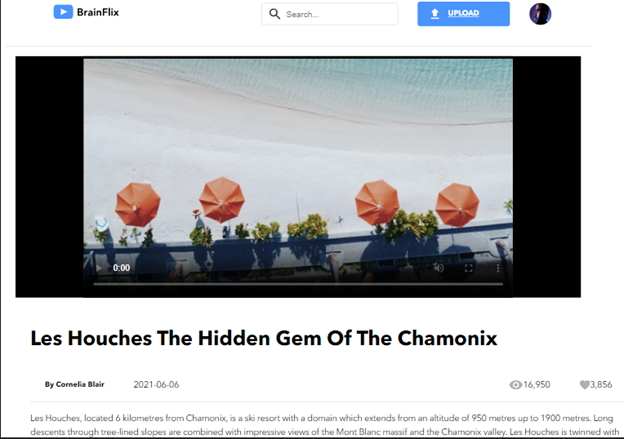 BrainFlix
Search...
UPLOAD
0:00
Les Houches The Hidden Gem Of The Chamonix
By Cornelia Blair 2021-06-06 16,950 3,856
Les Houches, located 6 kilometres from Chamonix, is a ski resort with a domain which extends from an altitude of 950 metres up to 1900 metres. Long
descents through tree-lined slopes are combined with impressive views of the Mont Blanc massif and the Chamonix valley. Les Houches is twinned with